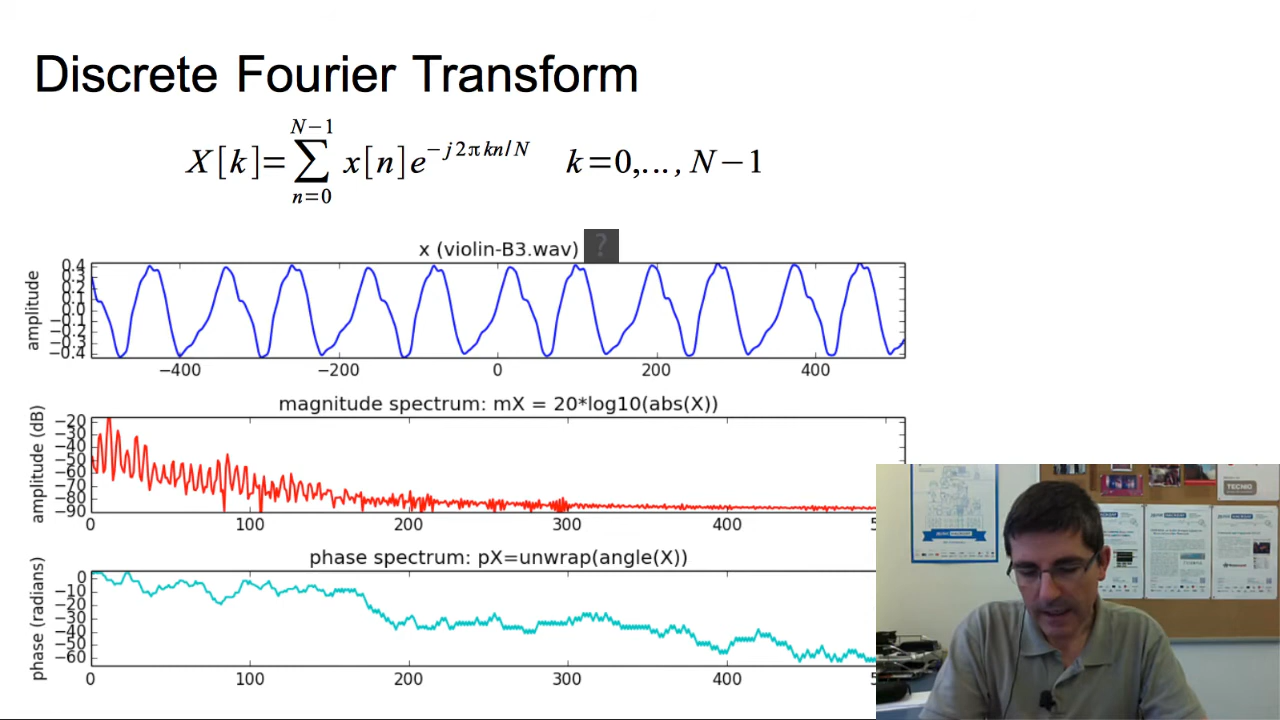 Discrete Fourier Transform
N−1
X[k]=∑ x[n]e^−j2πkn/N k=0,..., N−1
n=0
x (violin-B3.wav) ?
amplitude
0.4
0.3
0.2
0.1
0.0
−0.1
−0.2
−0.3
−0.4
−400 −200 0 200 400
magnitude spectrum: mX = 20*log10(abs(X))
amplitude (dB)
−20
−30
−40
−50
−60
−70
−80
−90
0 100 200 300 400
phase spectrum: pX=unwrap(angle(X))
phase (radians)
0
−10
−20
−30
−40
−50
−60
0 100 200 300 400
TECNIO